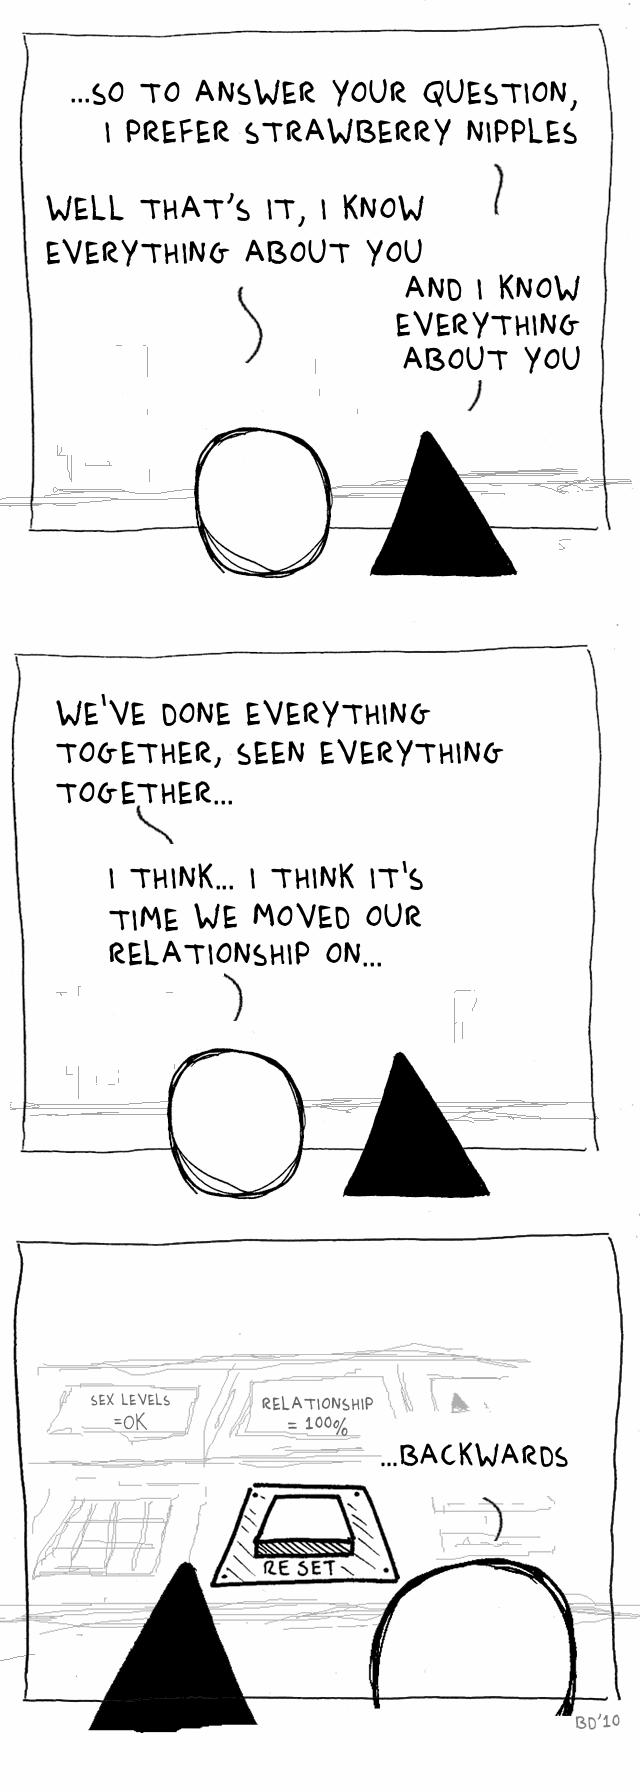 ...SO TO ANSWER YOUR QUESTION,
I PREFER STRAWBERRY NIPPLES
WELL THAT'S IT, I KNOW
EVERYTHING ABOUT YOU
AND I KNOW
EVERYTHING
ABOUT YOU
WE'VE DONE EVERYTHING
TOGETHER, SEEN EVERYTHING
TOGETHER...
I THINK... I THINK IT'S
TIME WE MOVED OUR
RELATIONSHIP ON...
SEX LEVELS
=OK
RELATIONSHIP
= 100%
...BACKWARDS
RESET
BD'10